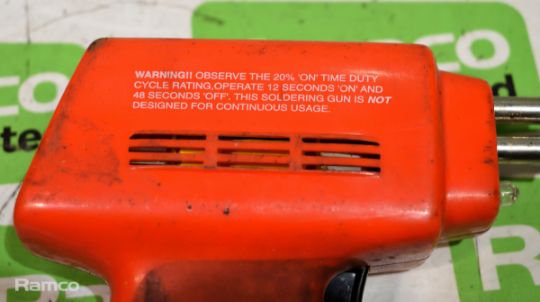 WARNING!! OBSERVE THE 20% 'ON' TIME DUTY
CYCLE RATING,OPERATE 12 SECONDS 'ON' AND
48 SECONDS 'OFF'. THIS SOLDERING GUN IS NOT
DESIGNED FOR CONTINUOUS USAGE.
Ramco